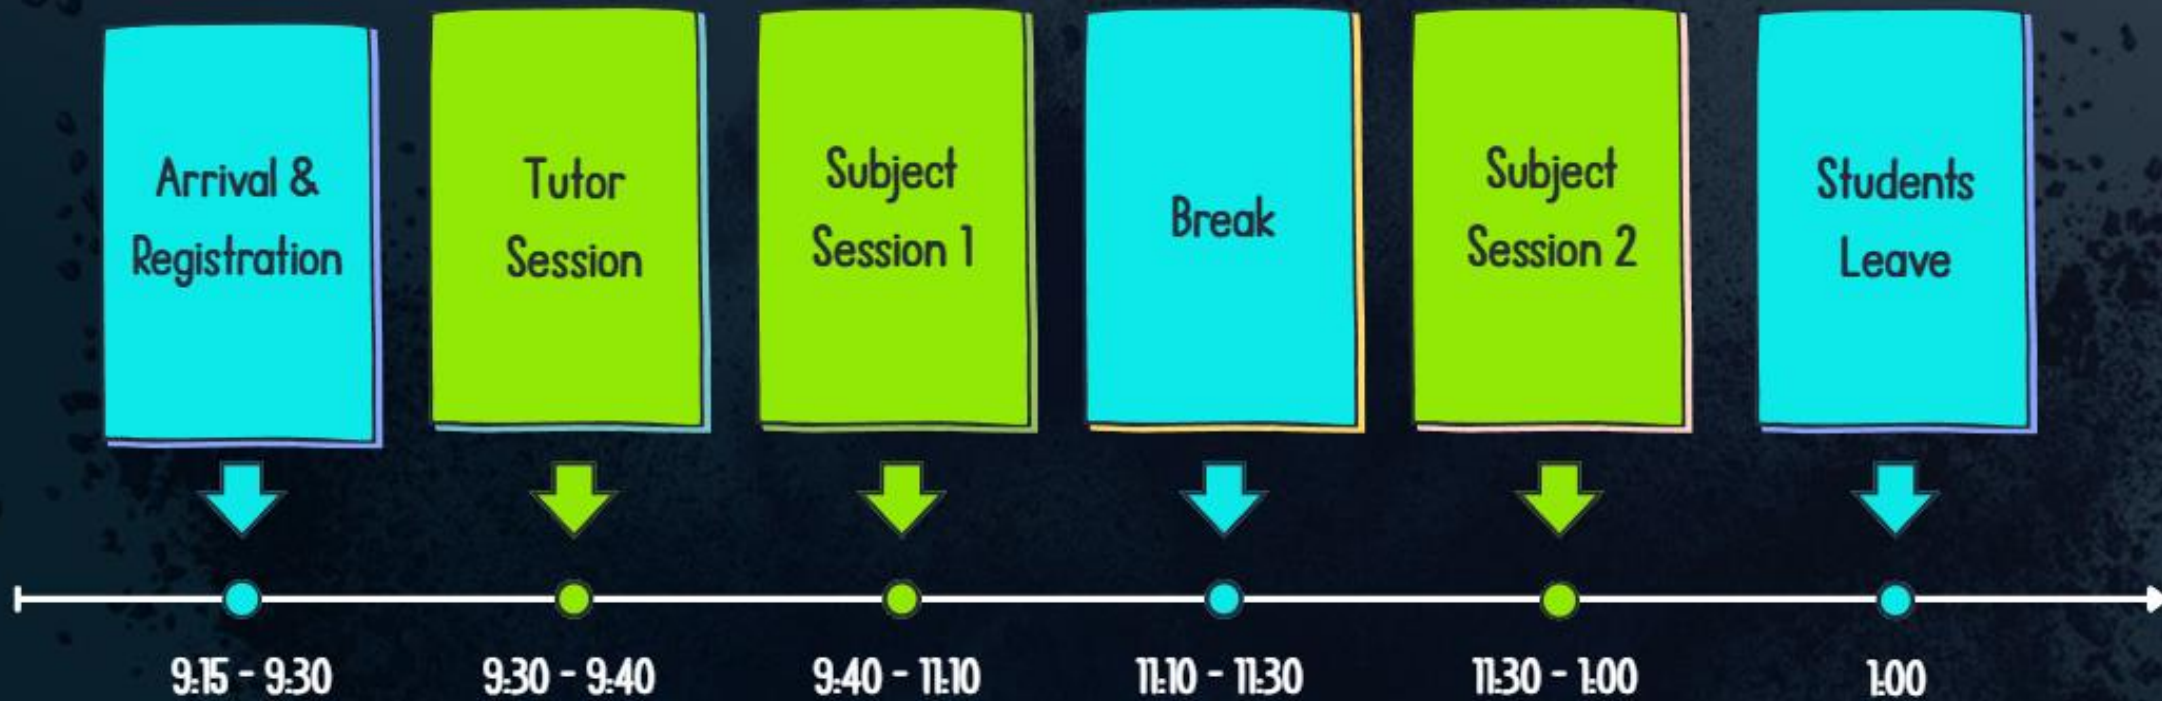 Arrival &
Registration
Tutor
Session
Subject
Session 1
Break
Subject
Session 2
Students
Leave
9:15 - 9:30
9:30 - 9:40
9:40 - 11:10
11:10 - 11:30
11:30 - 1:00
1:00